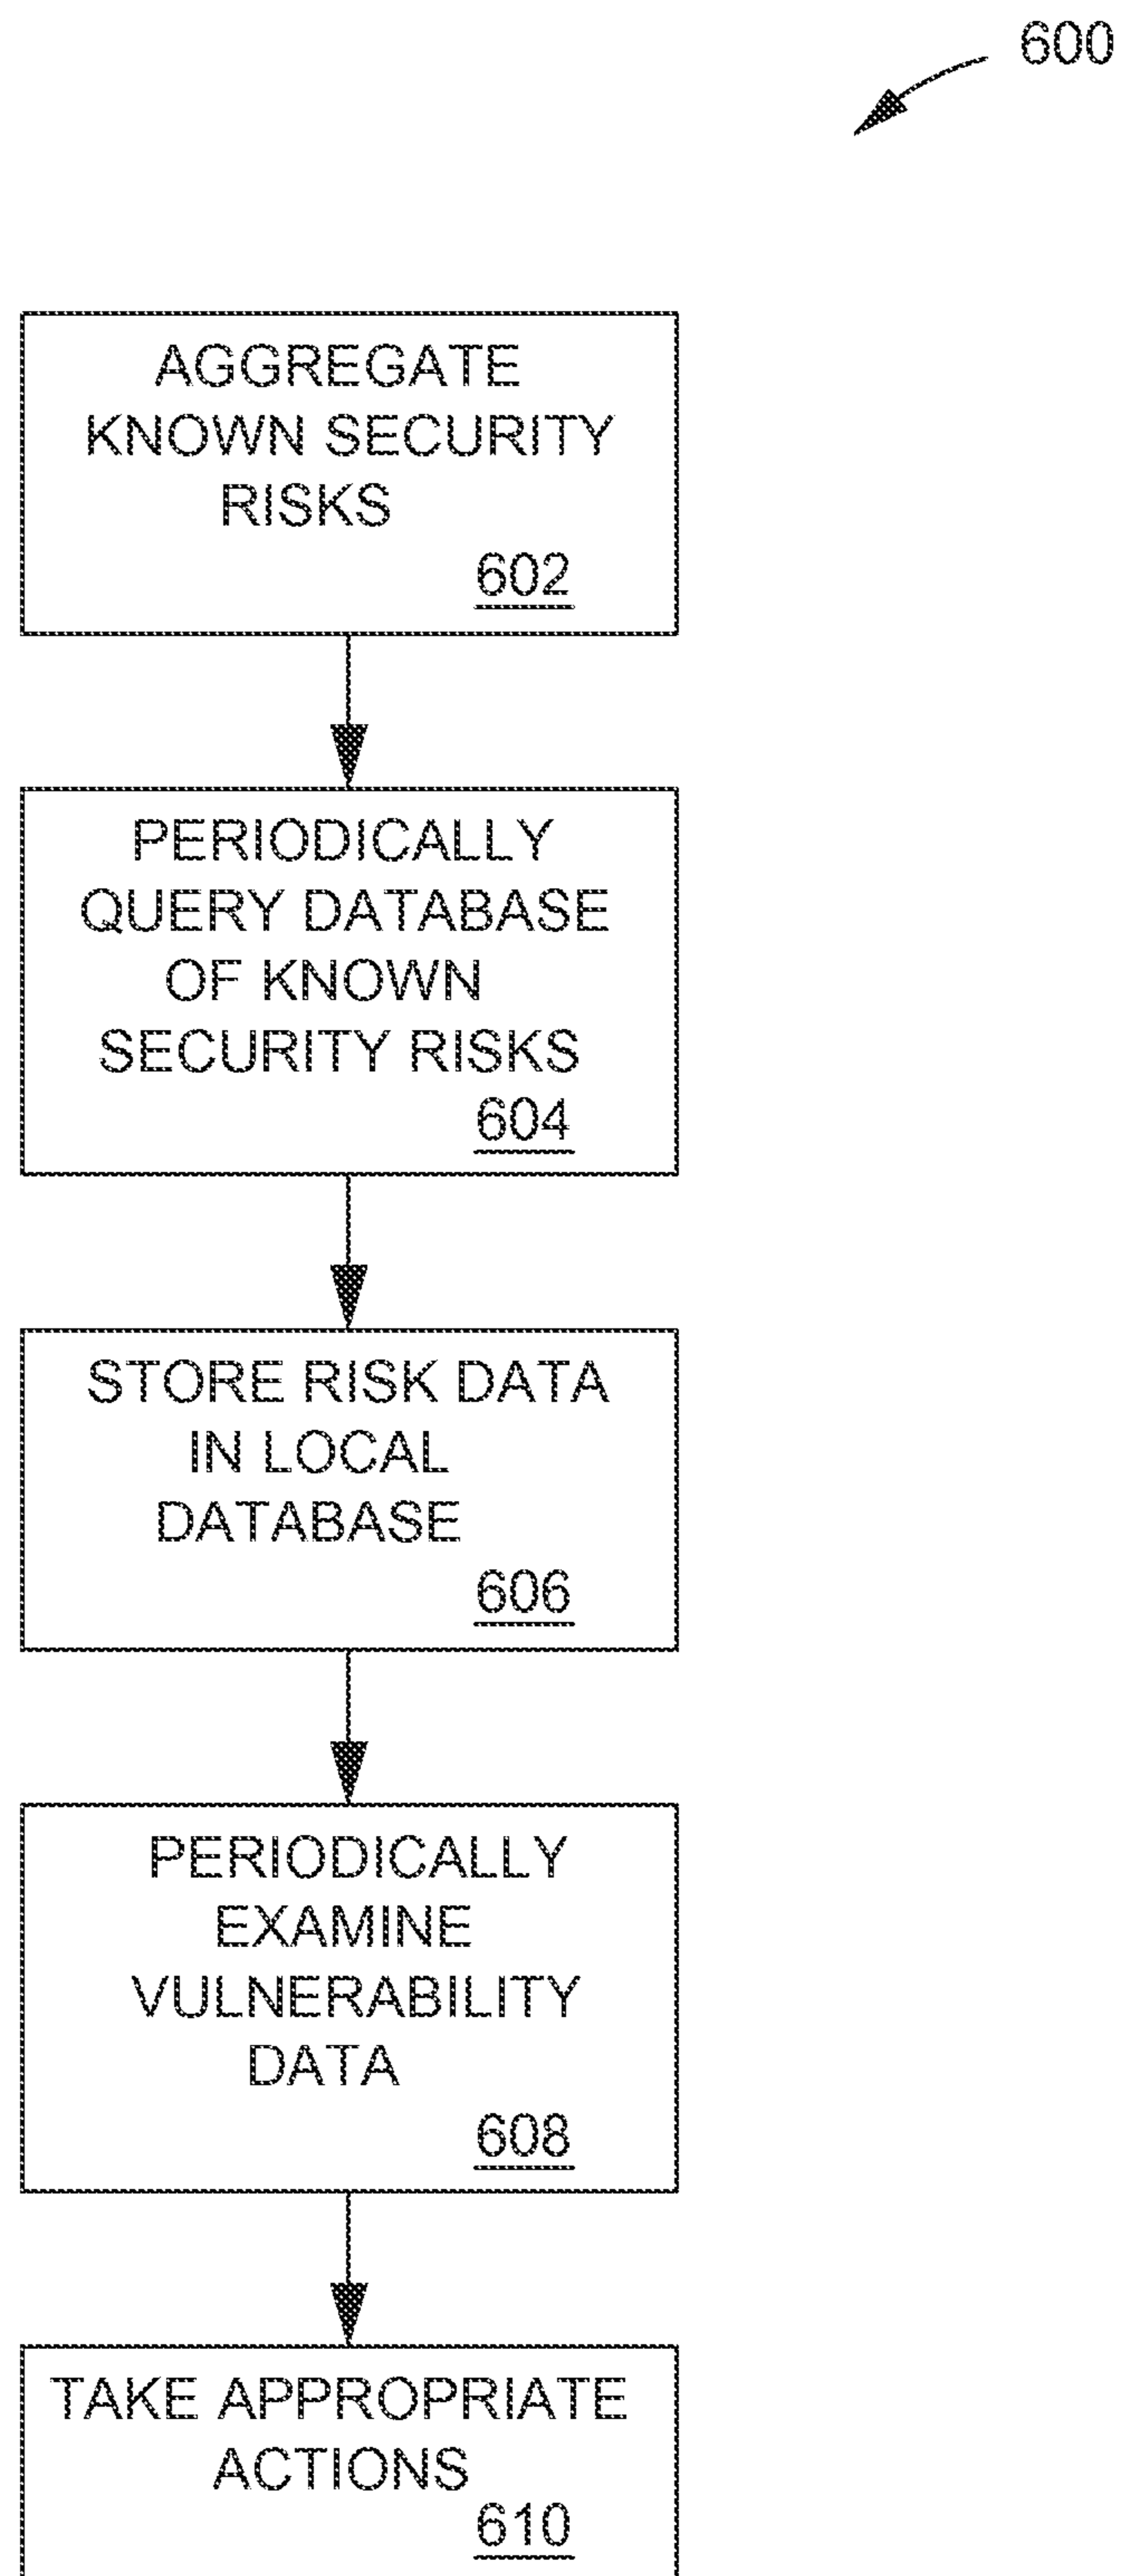 600
AGGREGATE
KNOWN SECURITY
RISKS
602
PERIODICALLY
QUERY DATABASE
OF KNOWN
SECURITY RISKS
604
STORE RISK DATA
IN LOCAL
DATABASE
606
PERIODICALLY
EXAMINE
VULNERABILITY
DATA
608
TAKE APPROPRIATE
ACTIONS
610